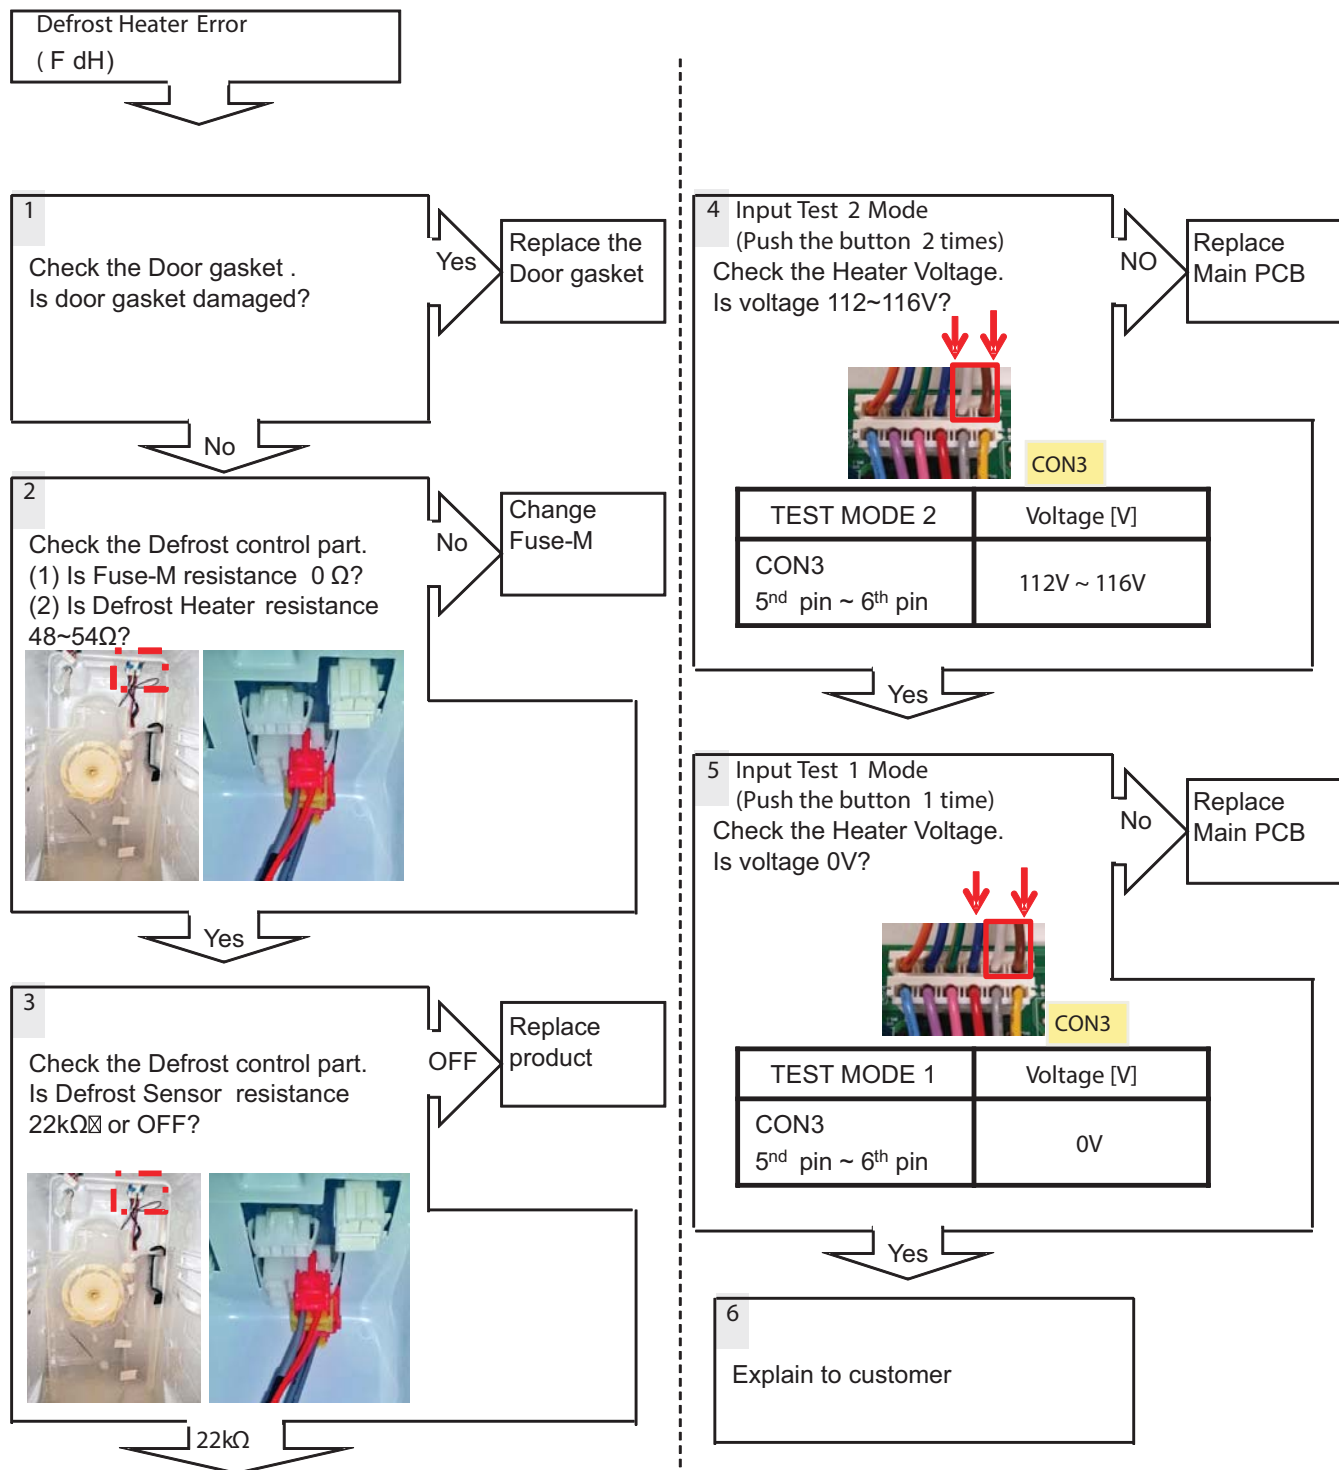 Defrost Heater Error
( F dH)
1
Check the Door gasket .
Is door gasket damaged?
Yes
Replace the
Door gasket
No
2
Check the Defrost control part.
(1) Is Fuse-M resistance 0 Ω?
(2) Is Defrost Heater resistance
48~54Ω?
No
Change
Fuse-M
Yes
3
Check the Defrost control part.
Is Defrost Sensor resistance
22kΩ or OFF?
OFF
Replace
product
22kΩ
4 Input Test 2 Mode
(Push the button 2 times)
Check the Heater Voltage.
Is voltage 112~116V?
NO
Replace
Main PCB
CON3
TEST MODE 2 Voltage [V]
CON3
5nd pin ~ 6th pin
112V ~ 116V
Yes
5 Input Test 1 Mode
(Push the button 1 time)
Check the Heater Voltage.
Is voltage 0V?
No
Replace
Main PCB
CON3
TEST MODE 1 Voltage [V]
CON3
5nd pin ~ 6th pin
0V
Yes
6
Explain to customer